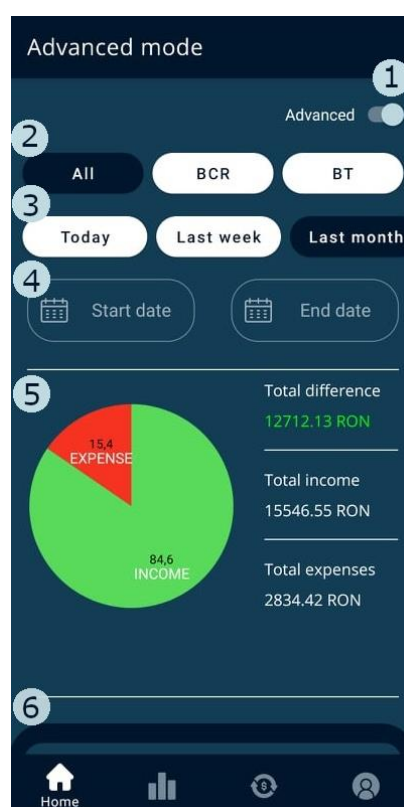 Advanced mode
1
Advanced
2
All BCR BT
3
Today Last week Last month
4
Start date End date
5
Total difference
12712.13 RON
15,4
EXPENSE
Total income
15546.55 RON
84,6
INCOME
Total expenses
2834.42 RON
6
$
Home